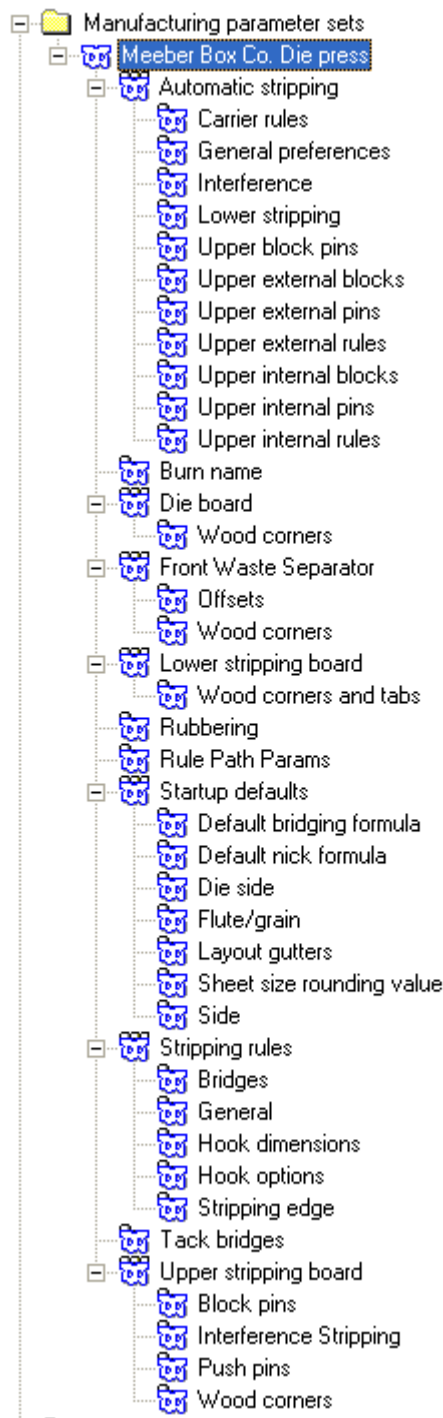 Manufacturing parameter sets
Meeber Box Co. Die press
Automatic stripping
Carrier rules
General preferences
Interference
Lower stripping
Upper block pins
Upper external blocks
Upper external pins
Upper external rules
Upper internal blocks
Upper internal pins
Upper internal rules
Burn name
Die board
Wood corners
Front Waste Separator
Offsets
Wood corners
Lower stripping board
Wood corners and tabs
Rubbering
Rule Path Params
Startup defaults
Default bridging formula
Default nick formula
Die side
Flute/grain
Layout gutters
Sheet size rounding value
Side
Stripping rules
Bridges
General
Hook dimensions
Hook options
Stripping edge
Tack bridges
Upper stripping board
Block pins
Interference Stripping
Push pins
Wood corners